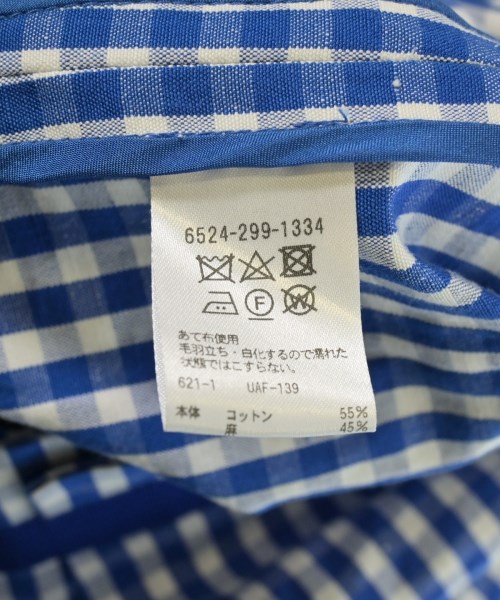 6524-299-1334
F W
あて布使用
毛羽立ち・白化するので濡れた
状態ではこすらない。
621-1 UAF-139
本体 コットン 55%
麻 45%